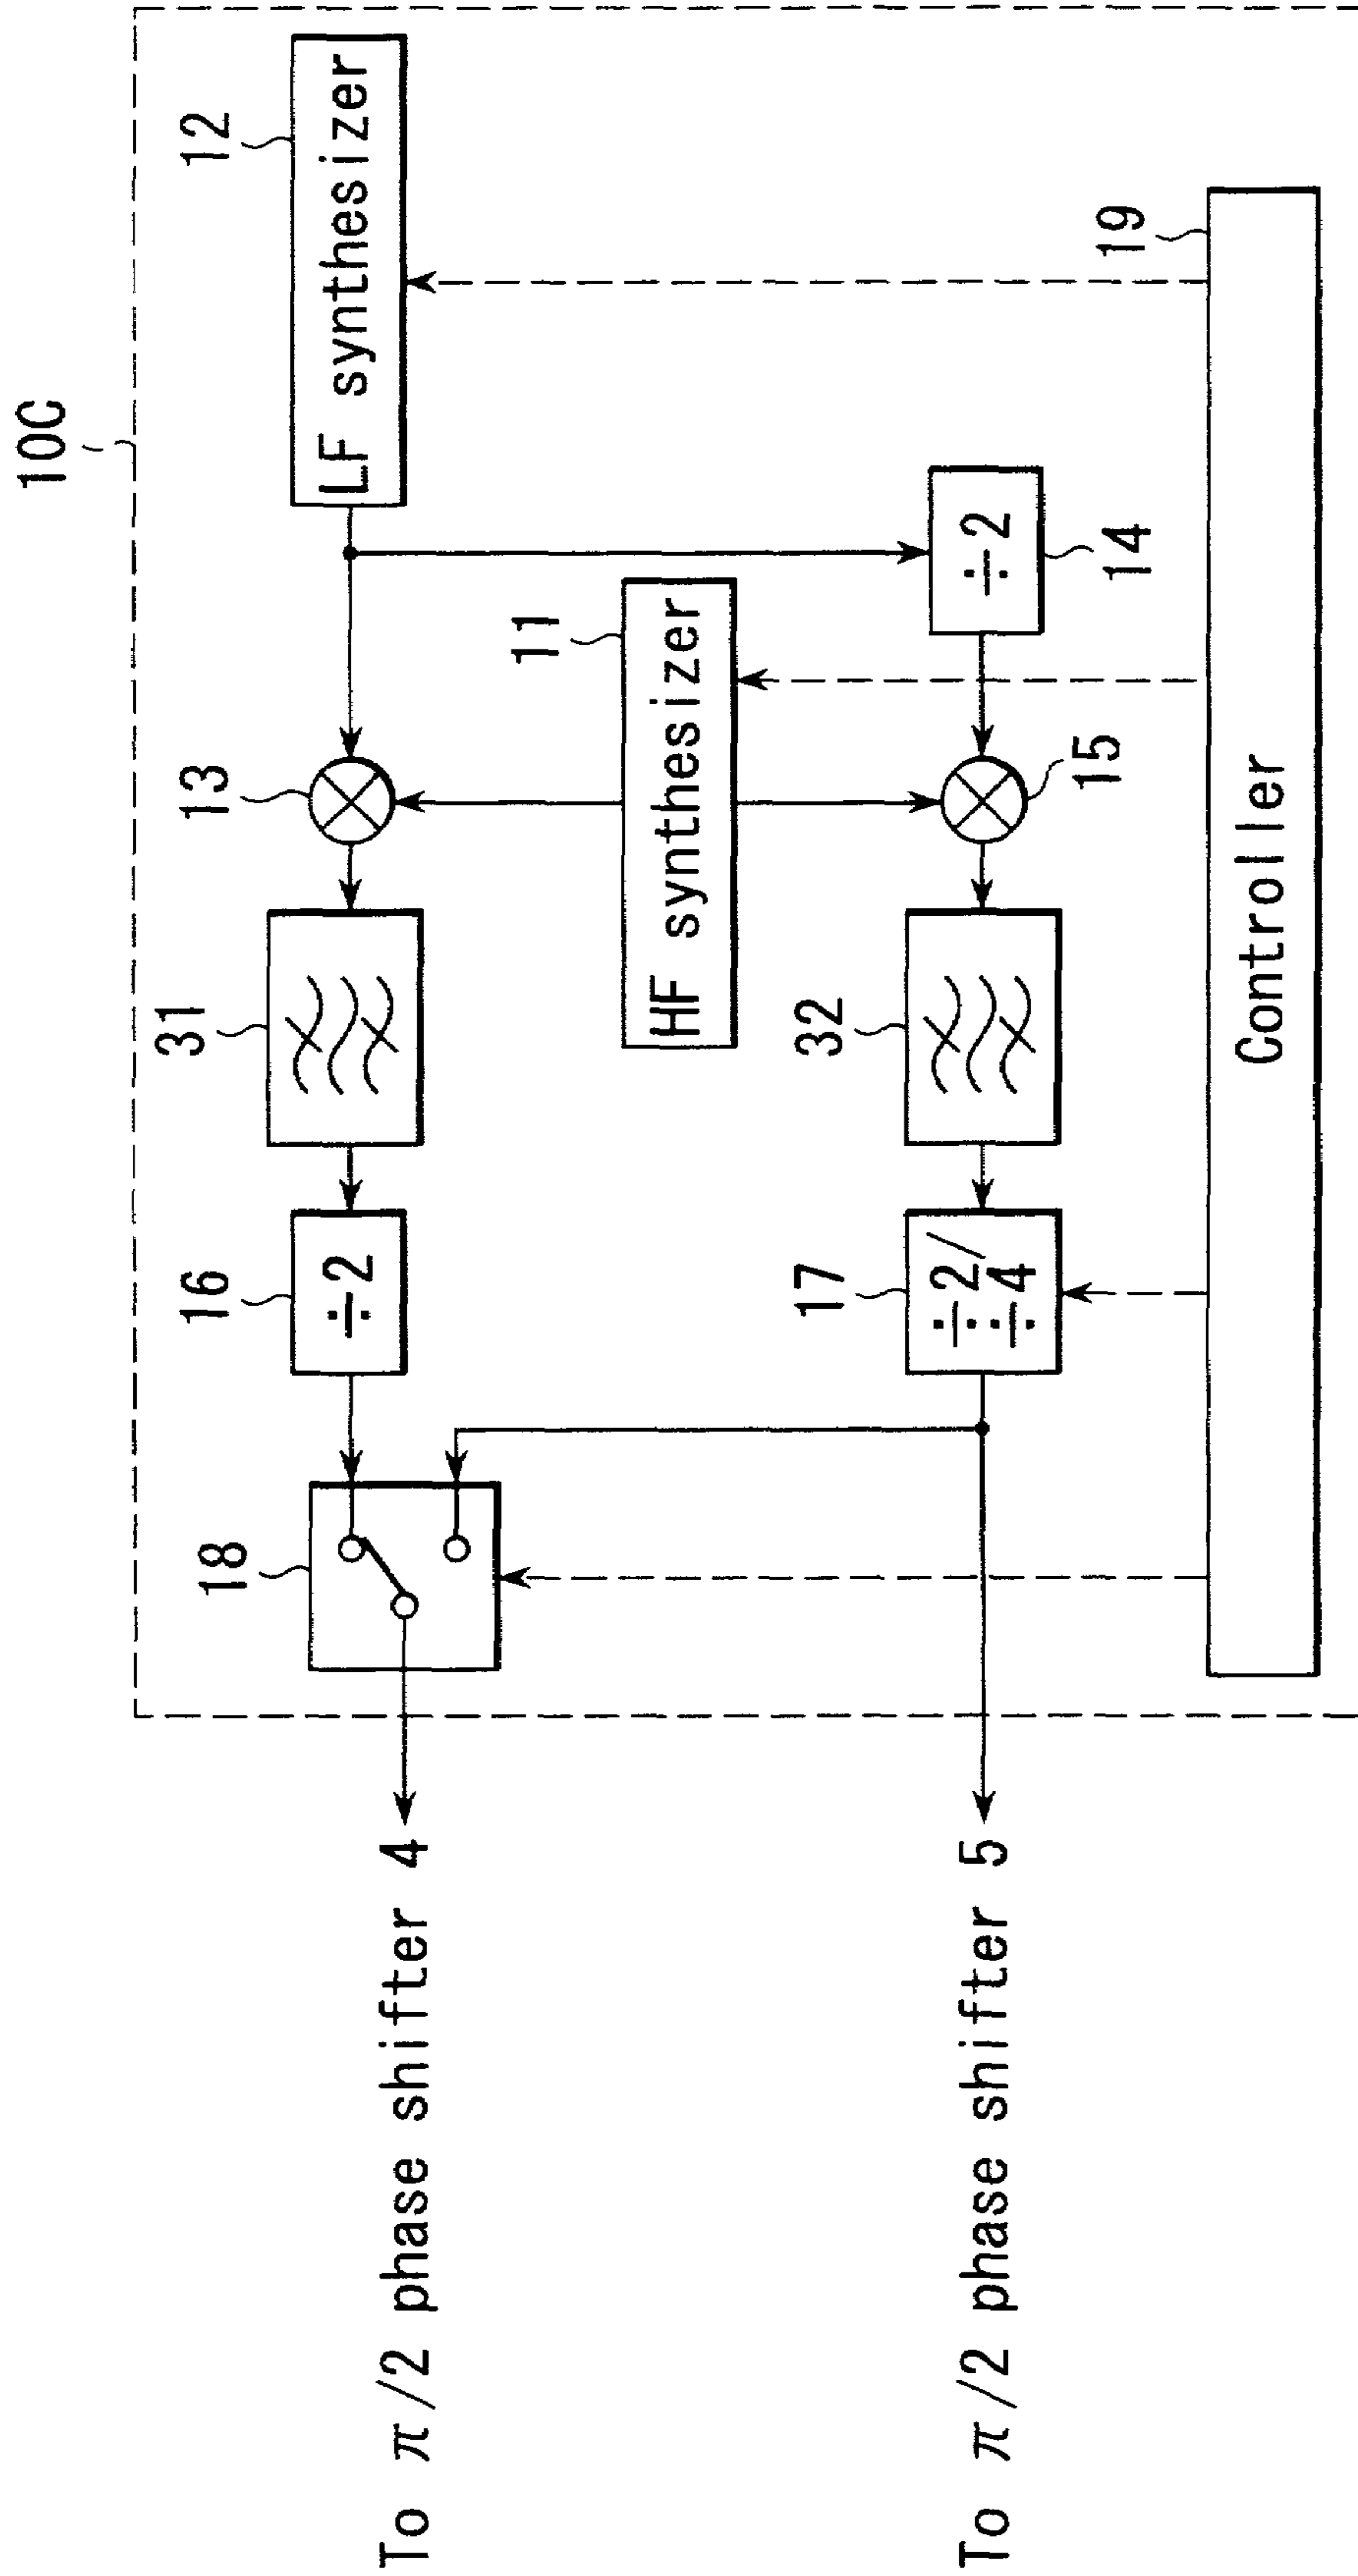 10C
12
LF synthesizer
13
31
16
÷2
18
11
HF synthesizer
14
÷2
15
32
17
÷2/
÷4
19
Controller
To π/2 phase shifter 4
To π/2 phase shifter 5